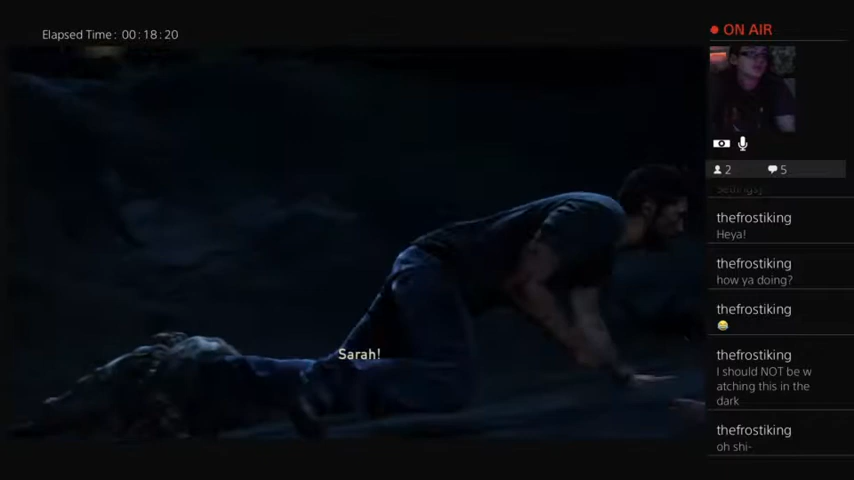 Elapsed Time: 00:18:20
ON AIR
2
5
Settings)
thefrostiking
Heya!
thefrostiking
how ya doing?
thefrostiking
😂
thefrostiking
I should NOT be w
atching this in the
dark
thefrostiking
oh shi-
Sarah!